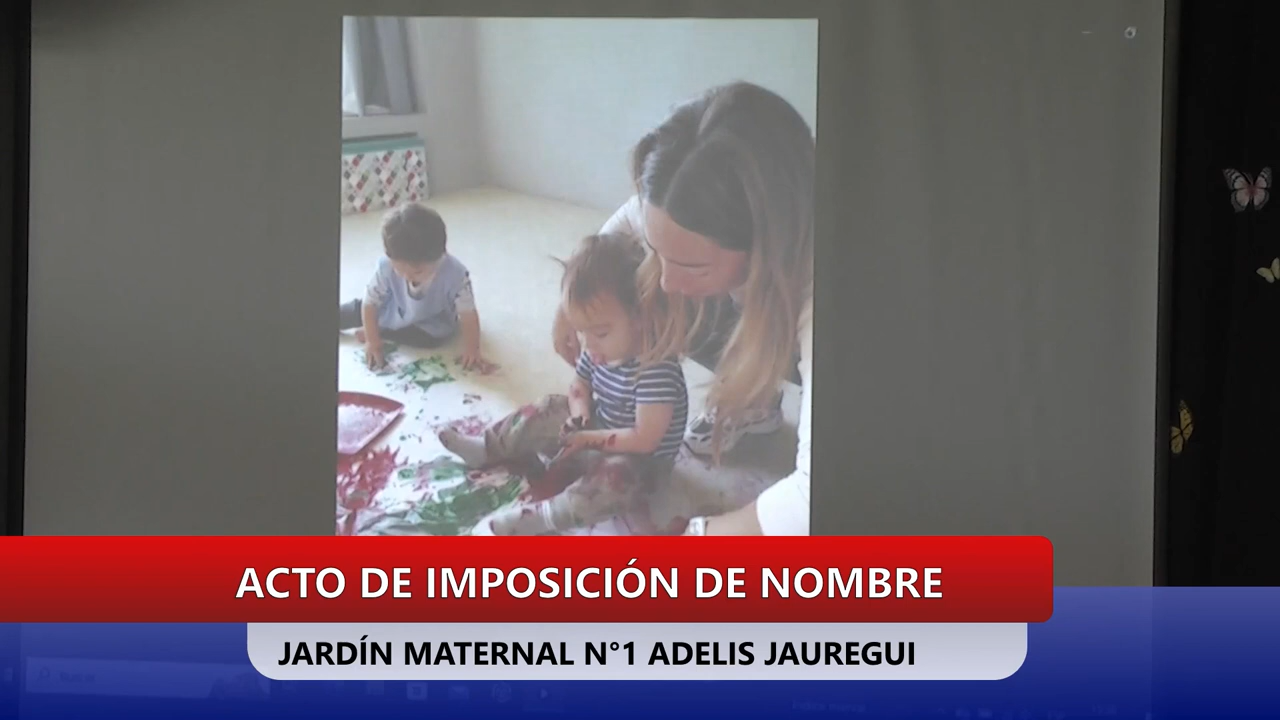 ACTO DE IMPOSICIÓN DE NOMBRE
JARDÍN MATERNAL N°1 ADELIS JAUREGUI